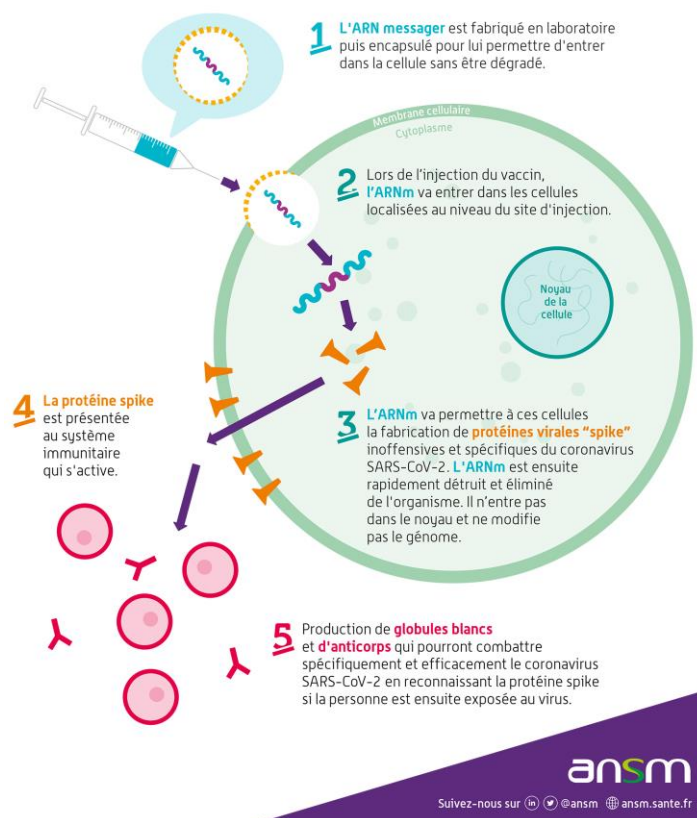 1 L'ARN messager est fabriqué en laboratoire
puis encapsulé pour lui permettre d'entrer
dans la cellule sans être dégradé.
Membrane cellulaire
Cytoplasme
2 Lors de l'injection du vaccin,
l'ARNm va entrer dans les cellules
localisées au niveau du site d'injection.
Noyau
de la
cellule
3 L'ARNm va permettre à ces cellules
la fabrication de protéines virales "spike"
inoffensives et spécifiques du coronavirus
SARS-CoV-2. L'ARNm est ensuite
rapidement détruit et éliminé
de l'organisme. Il n'entre pas
dans le noyau et ne modifie
pas le génome.
4 La protéine spike
est présentée
au système
immunitaire
qui s'active.
5 Production de globules blancs
et d'anticorps qui pourront combattre
spécifiquement et efficacement le coronavirus
SARS-CoV-2 en reconnaissant la protéine spike
si la personne est ensuite exposée au virus.
ansm
Suivez-nous sur in @ansm ansm.sante.fr